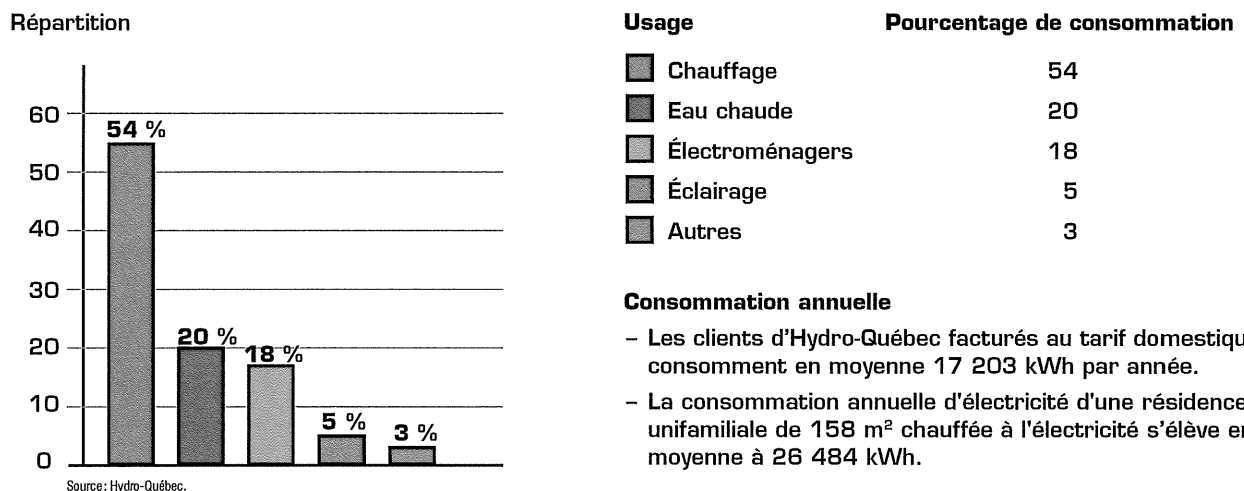 Répartition
60
50
40
30
20
10
0
54 %
20 %
18 %
5 %
3 %
Source: Hydro-Québec.
Usage Pourcentage de consommation
Chauffage 54
Eau chaude 20
Électroménagers 18
Éclairage 5
Autres 3
Consommation annuelle
– Les clients d'Hydro-Québec facturés au tarif domestiqu
consomment en moyenne 17 203 kWh par année.
– La consommation annuelle d'électricité d'une résidence
unifamiliale de 158 m² chauffée à l'électricité s'élève en
moyenne à 26 484 kWh.